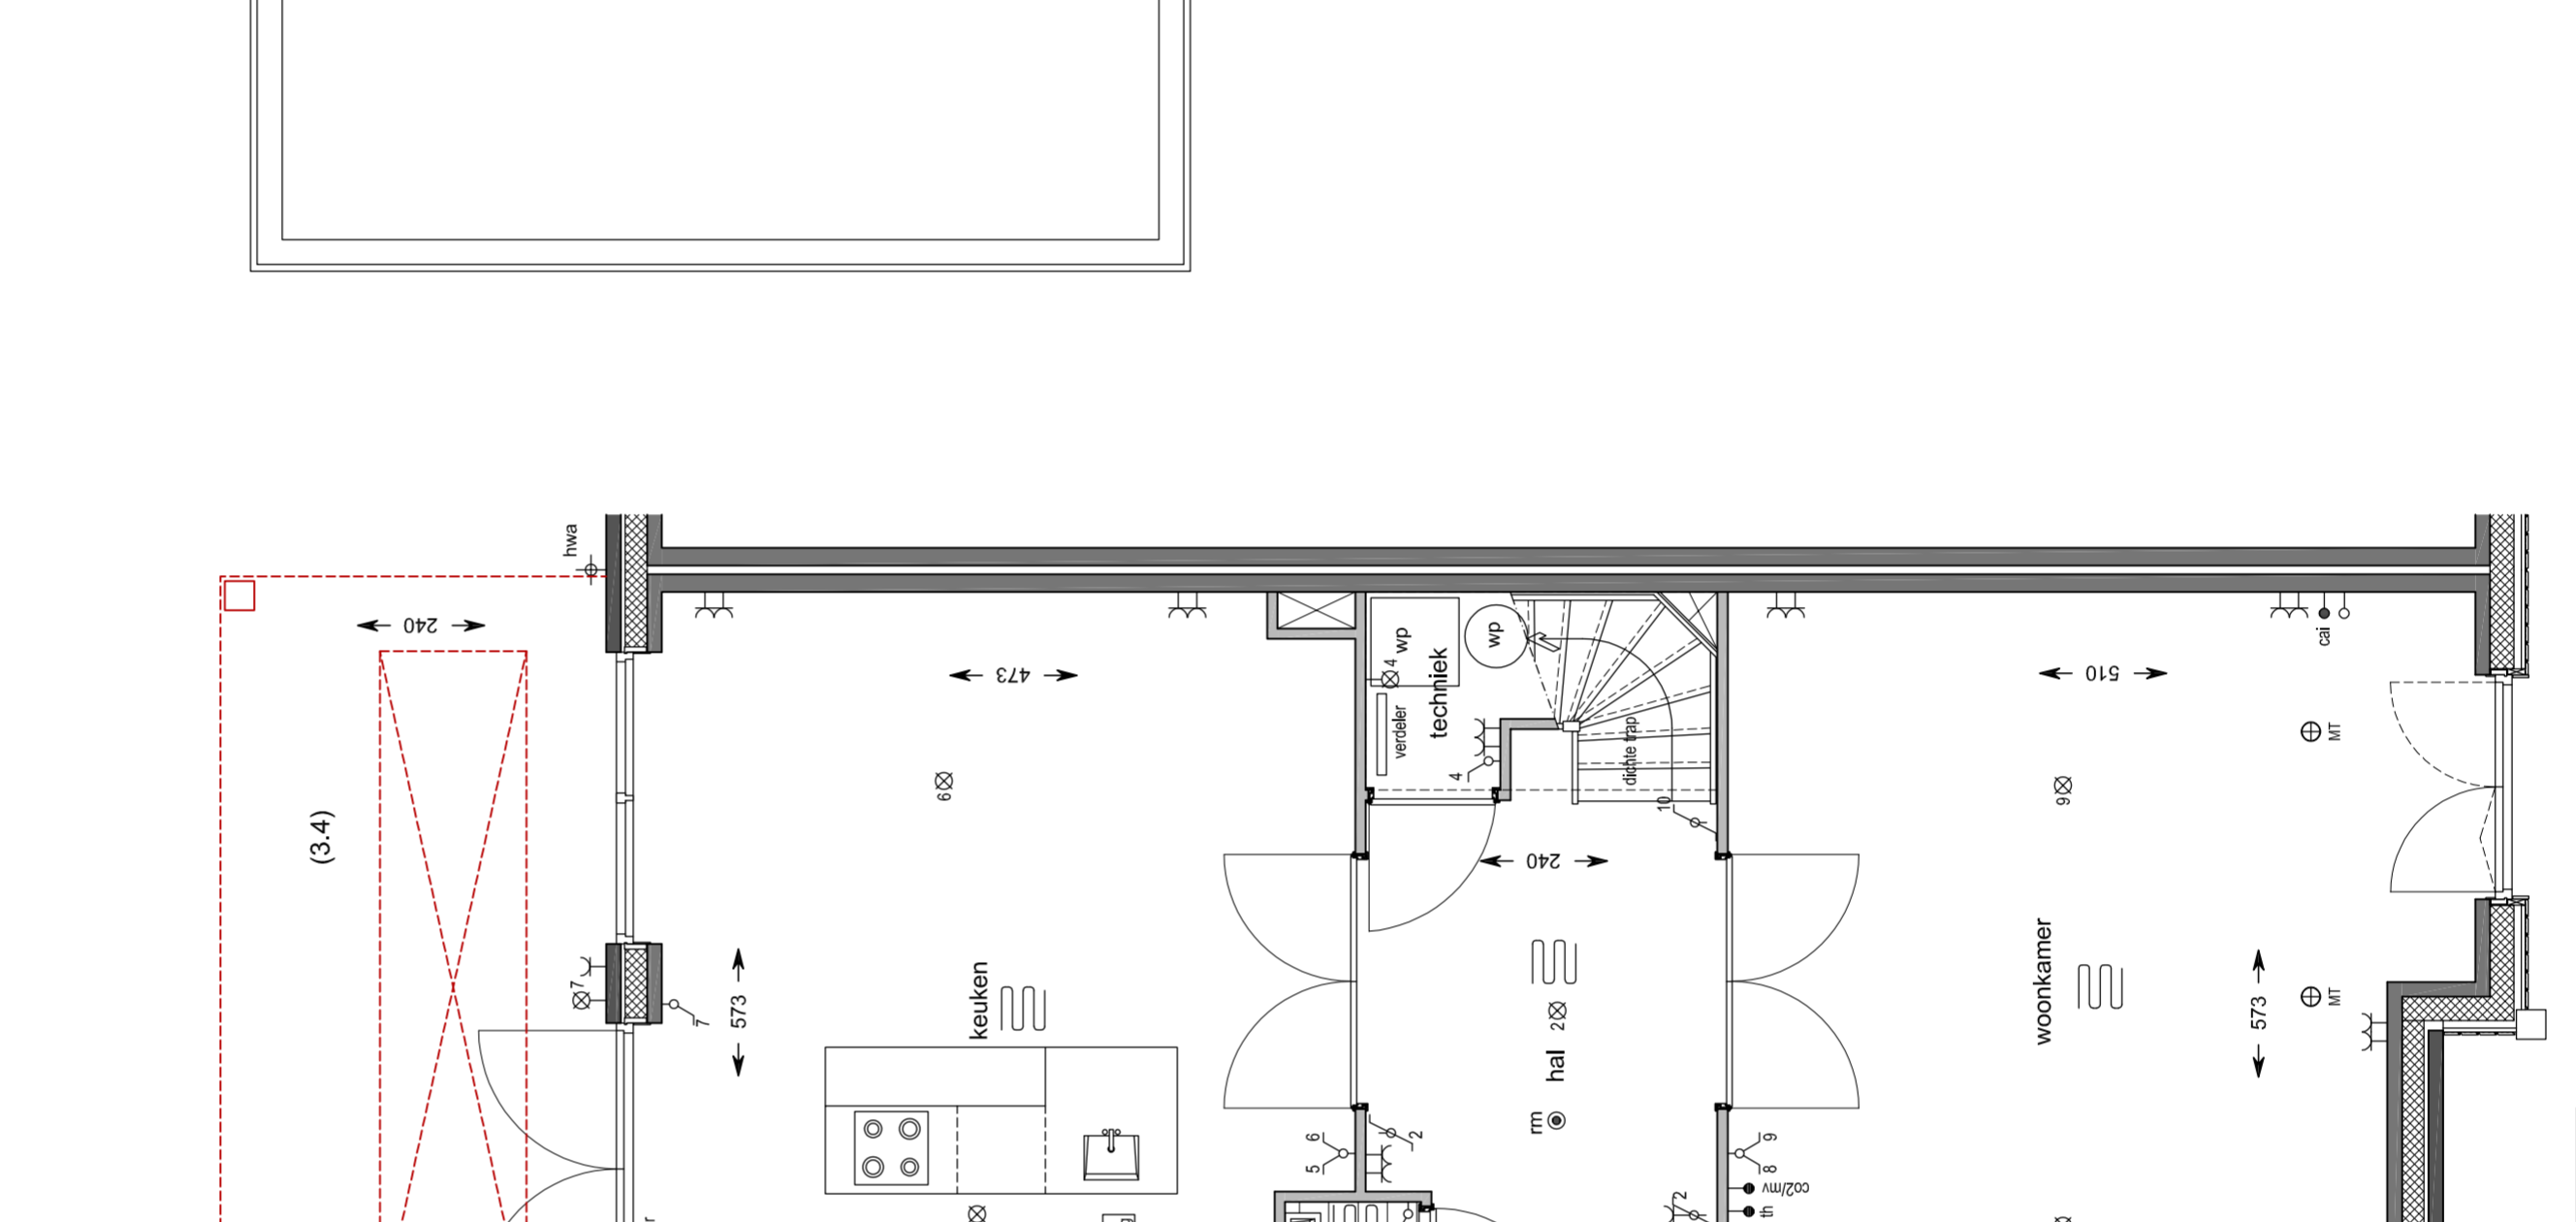 hwa
240
(3.4)
7
7
573
473
6
keuken
wp
4
techniek
verdeler
4
wp
dichte trap
10
240
2
hal
rm
6
5
2
9
8
co2/mv
th
2
510
cai
MT
9
woonkamer
573
MT